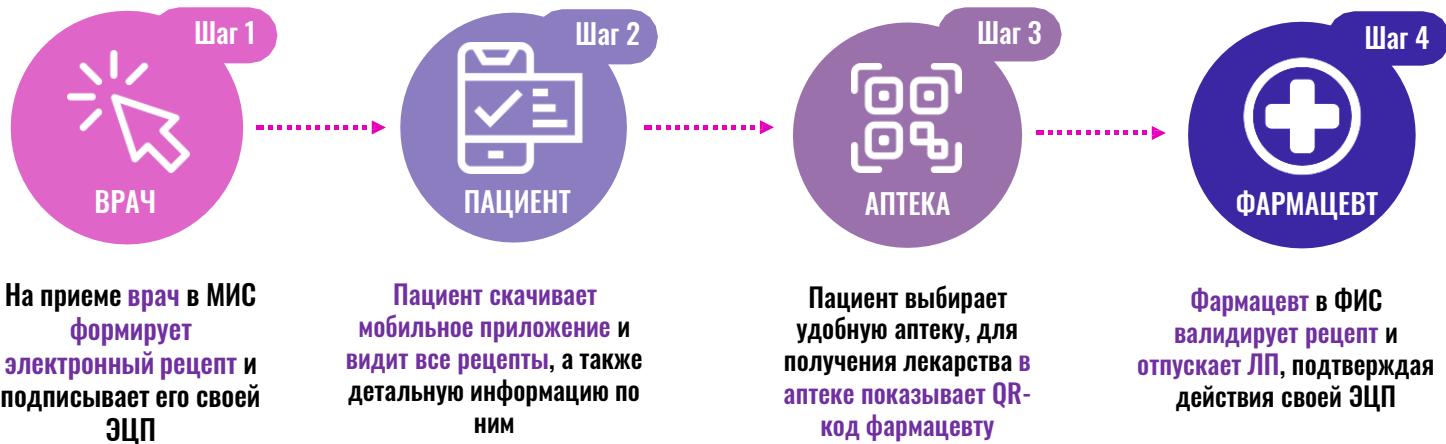 Шаг 1
ВРАЧ
На приеме врач в МИС
формирует
электронный рецепт и
подписывает его своей
ЭЦП
Шаг 2
ПАЦИЕНТ
Пациент скачивает
мобильное приложение и
видит все рецепты, а также
детальную информацию по
ним
Шаг 3
АПТЕКА
Пациент выбирает
удобную аптеку, для
получения лекарства в
аптеке показывает QR-
код фармацевту
Шаг 4
ФАРМАЦЕВТ
Фармацевт в ФИС
валидирует рецепт и
отпускает ЛП, подтверждая
действия своей ЭЦП